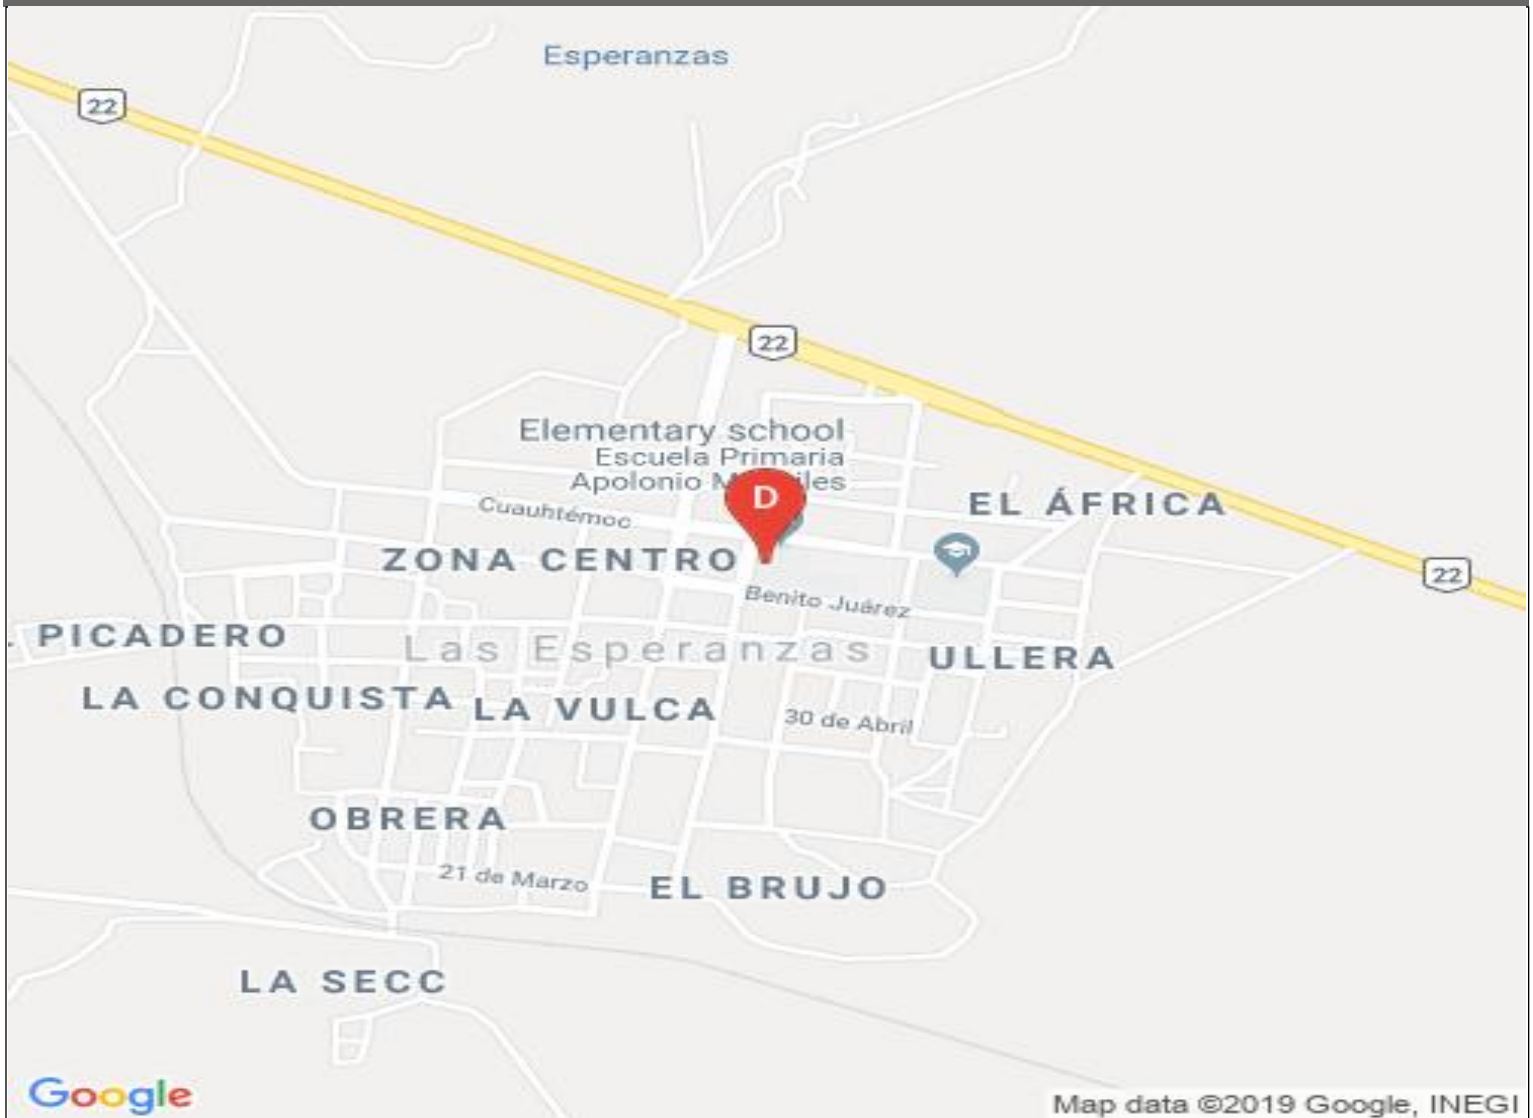 Esperanzas
22
22
Elementary school
Escuela Primaria
Apolonio
D
Cuauhtémoc
EL ÁFRICA
ZONA CENTRO
22
Benito Juárez
PICADERO
Las Esperanzas
ULLERA
LA CONQUISTA
LA VULCA
30 de Abril
OBRERA
21 de Marzo
EL BRUJO
LA SECC
Google
Map data ©2019 Google, INEGI